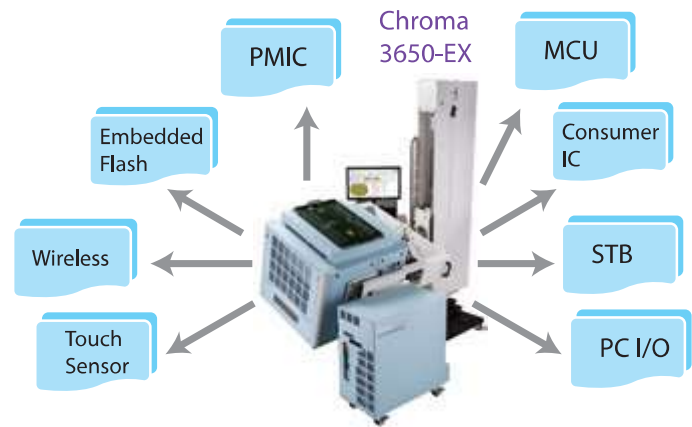 Chroma
3650-EX
PMIC
MCU
Embedded
Flash
Consumer
IC
Wireless
STB
Touch
Sensor
PC I/O